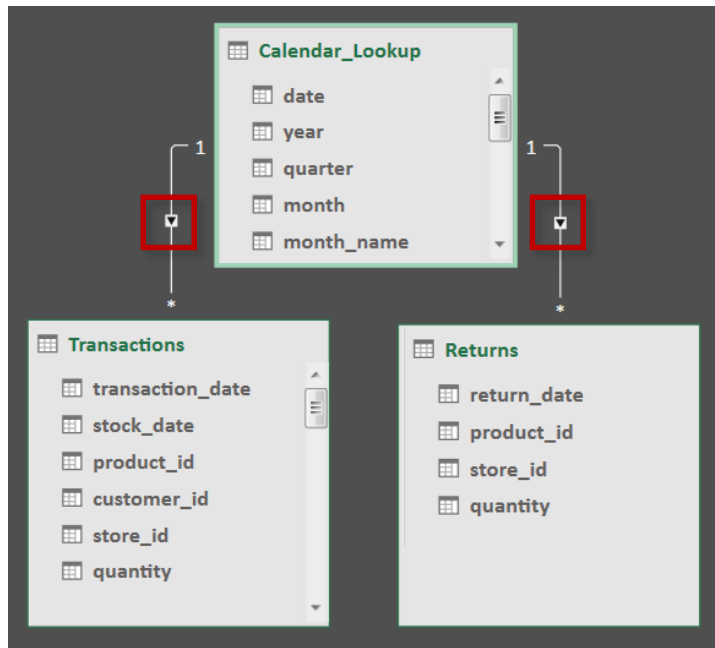 Calendar_Lookup
date
year
quarter
month
month_name
1
1
*
*
Transactions
transaction_date
stock_date
product_id
customer_id
store_id
quantity
Returns
return_date
product_id
store_id
quantity